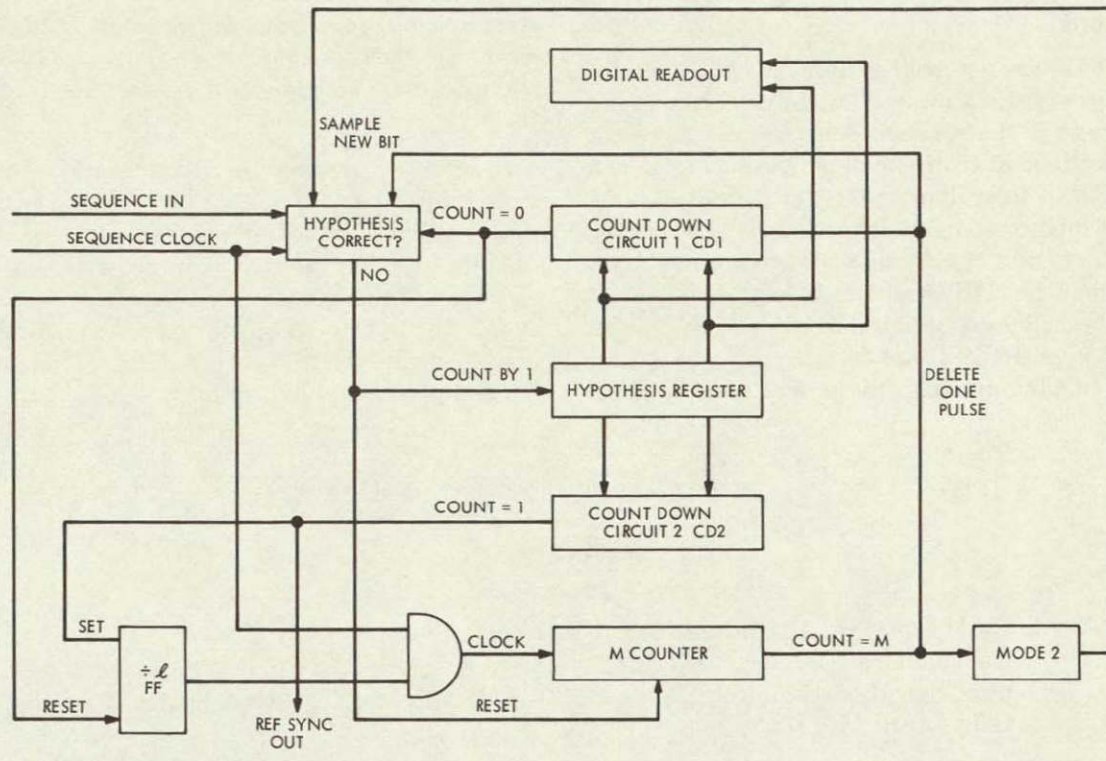 DIGITAL READOUT
SAMPLE
NEW BIT
SEQUENCE IN
SEQUENCE CLOCK
HYPOTHESIS
CORRECT?
NO
COUNT = 0
COUNT DOWN
CIRCUIT 1 CD1
COUNT BY 1
HYPOTHESIS REGISTER
DELETE
ONE
PULSE
COUNT = 1
COUNT DOWN
CIRCUIT 2 CD2
SET
÷ ℓ
FF
RESET
REF SYNC
OUT
CLOCK
M COUNTER
RESET
COUNT = M
MODE 2